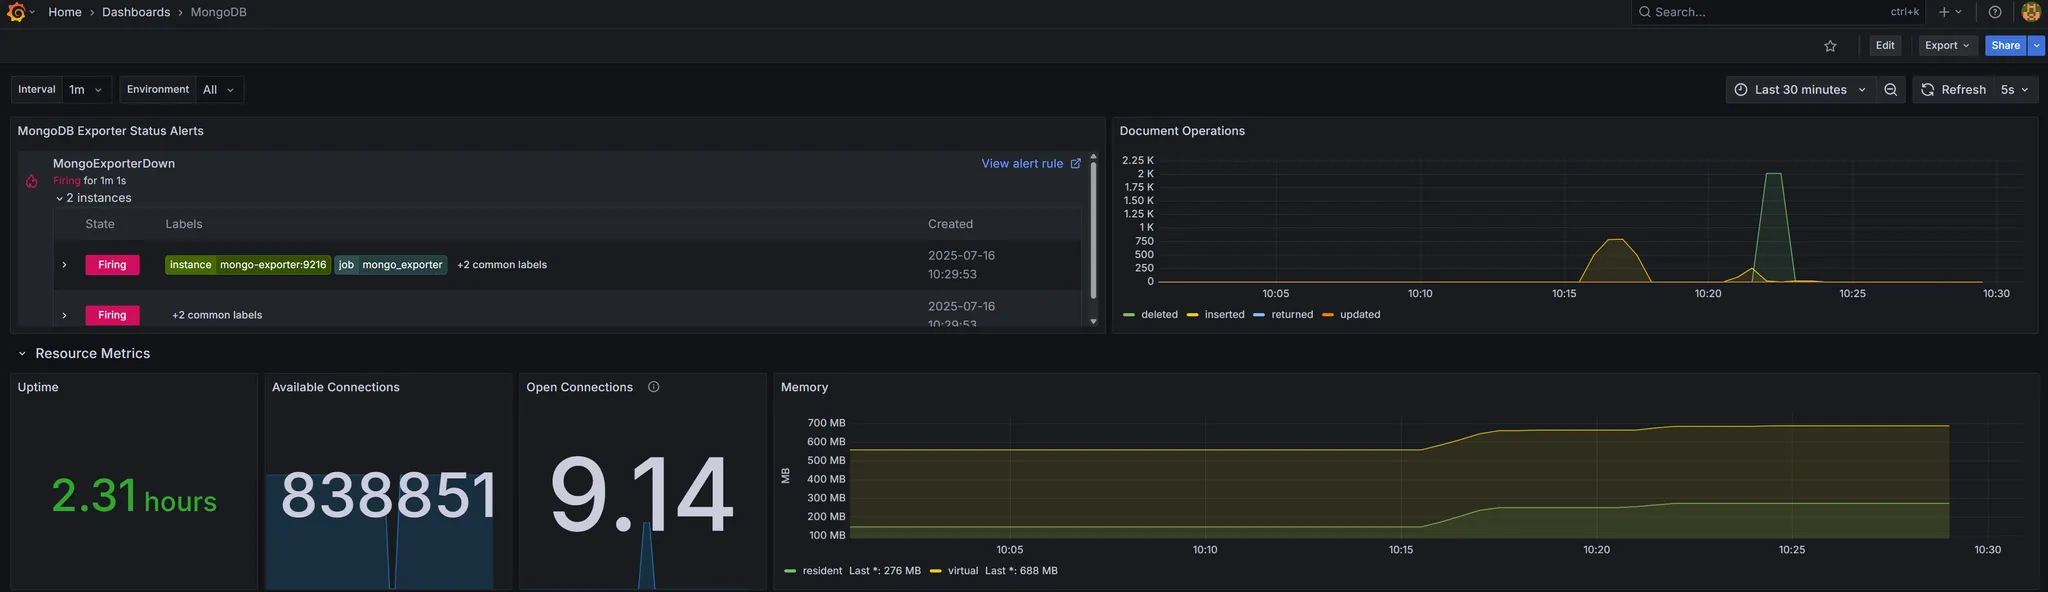 Home › Dashboards › MongoDB
Search... ctrl+k
Edit Export Share
Interval 1m Environment All
Last 30 minutes Refresh 5s
MongoDB Exporter Status Alerts
MongoExporterDown View alert rule
Firing for 1m 1s
2 instances
State Labels Created
Firing instance mongo-exporter:9216 job mongo_exporter +2 common labels 2025-07-16
10:29:53
Firing +2 common labels 2025-07-16
10:29:53
Document Operations
2.25 K
2 K
1.75 K
1.50 K
1.25 K
1 K
750
500
250
0
10:05 10:10 10:15 10:20 10:25 10:30
deleted inserted returned updated
Resource Metrics
Uptime
2.31 hours
Available Connections
838851
Open Connections
9.14
Memory
MB
700 MB
600 MB
500 MB
400 MB
300 MB
200 MB
100 MB
10:05 10:10 10:15 10:20 10:25 10:30
resident Last *: 276 MB virtual Last *: 688 MB